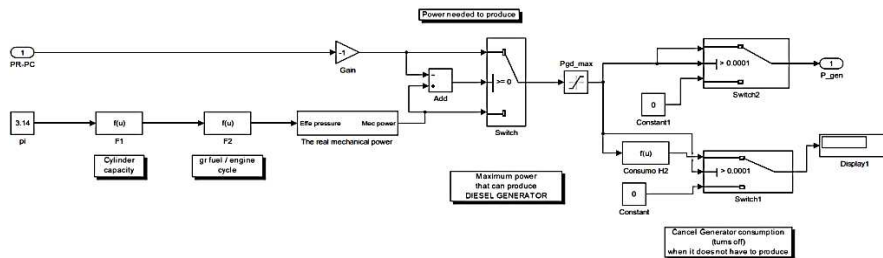 Power needed to produce
1
PR-PC
-1
Gain
-
+
Add
>= 0
Switch
Pgd_max
> 0.0001
Switch2
1
P_gen
0
Constant1
3.14
pi
f(u)
F1
f(u)
F2
Effe pressure
Mec power
The real mechanical power
Cylinder
capacity
gr fuel / engine
cycle
Maximum power
that can produce
DIESEL GENERATOR
f(u)
Consumo H2
> 0.0001
Switch1
0
Constant
Display1
Cancel Generator consumption
(turns off)
when it does not have to produce